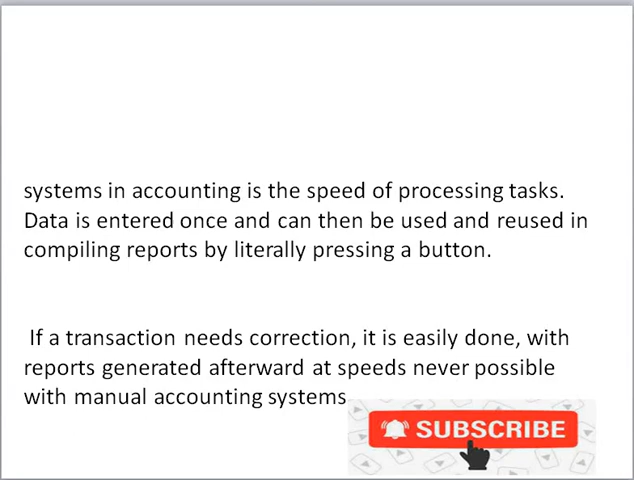 systems in accounting is the speed of processing tasks.
Data is entered once and can then be used and reused in
compiling reports by literally pressing a button.
If a transaction needs correction, it is easily done, with
reports generated afterward at speeds never possible
with manual accounting systems
SUBSCRIBE